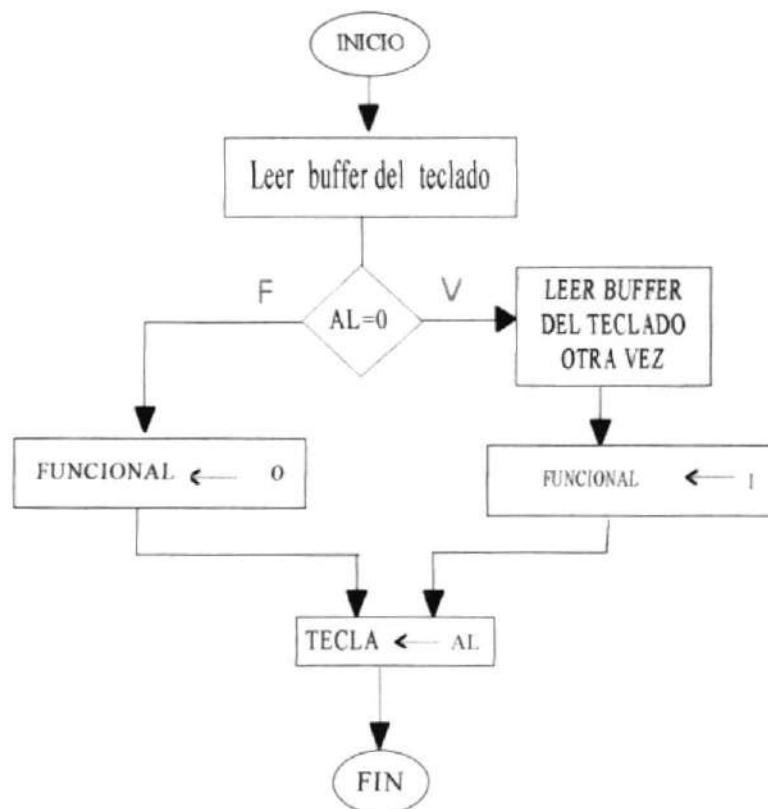 INICIO
Leer buffer del teclado
F
V
AL=0
LEER BUFFER
DEL TECLADO
OTRA VEZ
FUNCIONAL ← 0
FUNCIONAL ← 1
TECLA ← AL
FIN